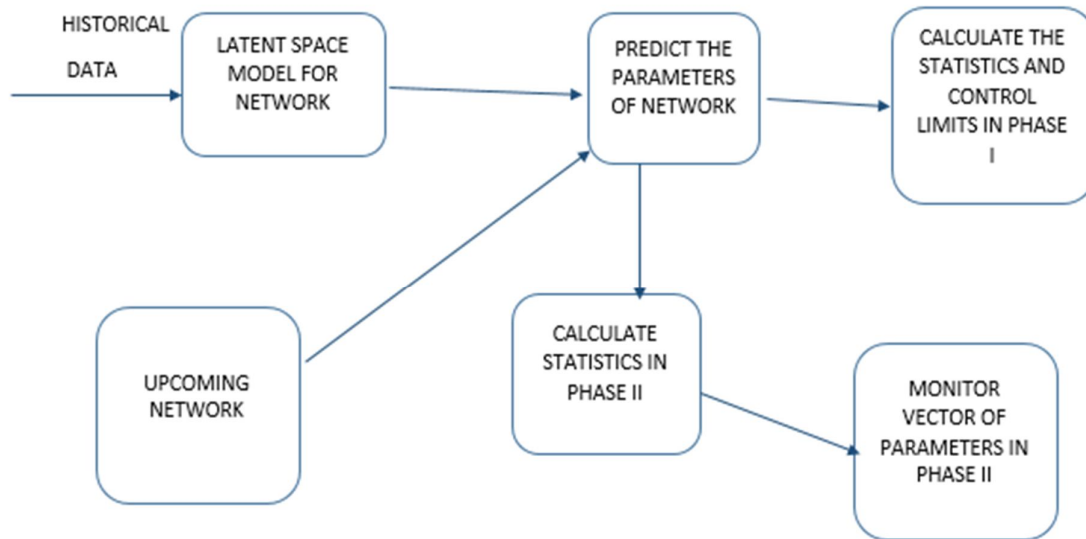 HISTORICAL
DATA
LATENT SPACE
MODEL FOR
NETWORK
PREDICT THE
PARAMETERS
OF NETWORK
CALCULATE THE
STATISTICS AND
CONTROL
LIMITS IN PHASE
I
UPCOMING
NETWORK
CALCULATE
STATISTICS IN
PHASE II
MONITOR
VECTOR OF
PARAMETERS IN
PHASE II